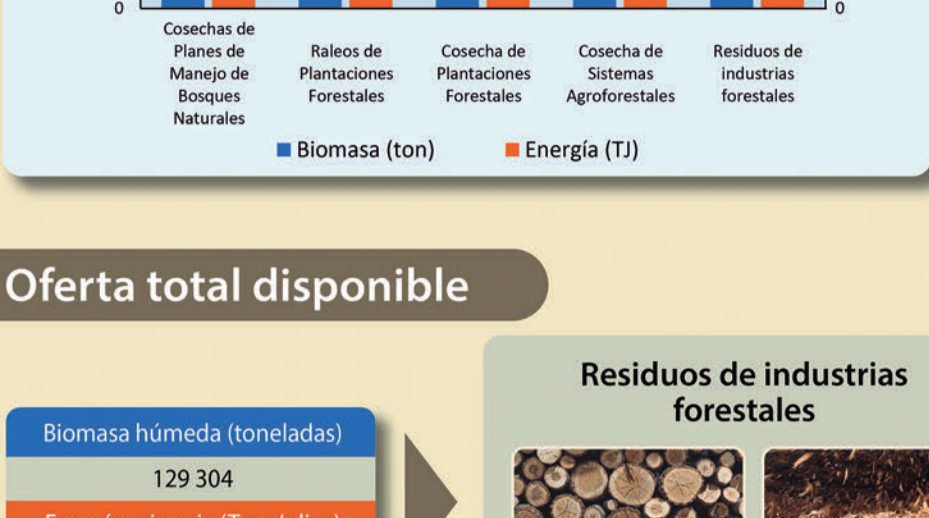 0 0
Cosechas de
Planes de
Manejo de
Bosques
Naturales
Raleos de
Plantaciones
Forestales
Cosecha de
Plantaciones
Forestales
Cosecha de
Sistemas
Agroforestales
Residuos de
industrias
forestales
Biomasa (ton) Energía (TJ)
Oferta total disponible
Residuos de industrias
forestales
Biomasa húmeda (toneladas)
129 304